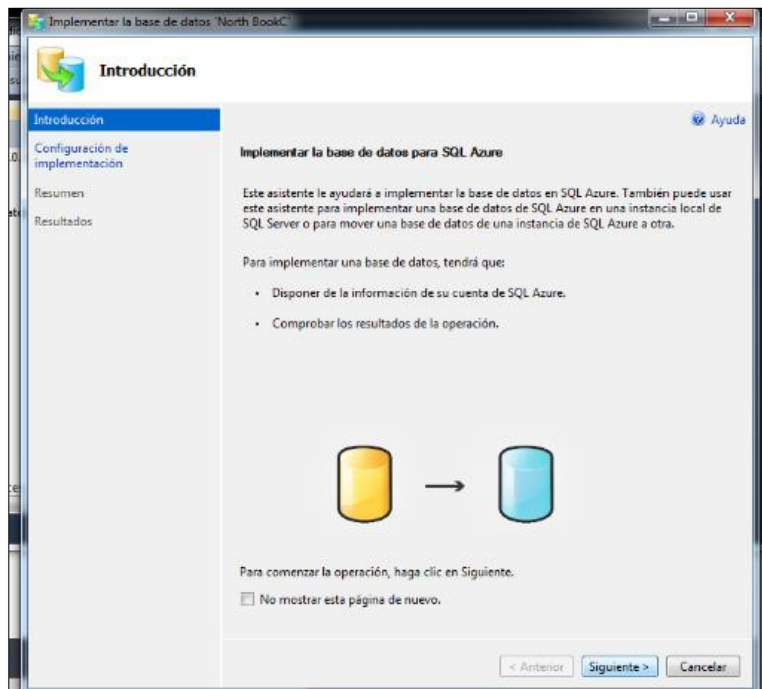 Implementar la base de datos 'North BookC'
Introducción
Introducción
Ayuda
Configuración de
implementación
Resumen
Resultados
Implementar la base de datos para SQL Azure
Este asistente le ayudará a implementar la base de datos en SQL Azure. También puede usar
este asistente para implementar una base de datos de SQL Azure en una instancia local de
SQL Server o para mover una base de datos de una instancia de SQL Azure a otra.
Para implementar una base de datos, tendrá que:
• Disponer de la información de su cuenta de SQL Azure.
• Comprobar los resultados de la operación.
Para comenzar la operación, haga clic en Siguiente.
No mostrar esta página de nuevo.
< Anterior Siguiente > Cancelar